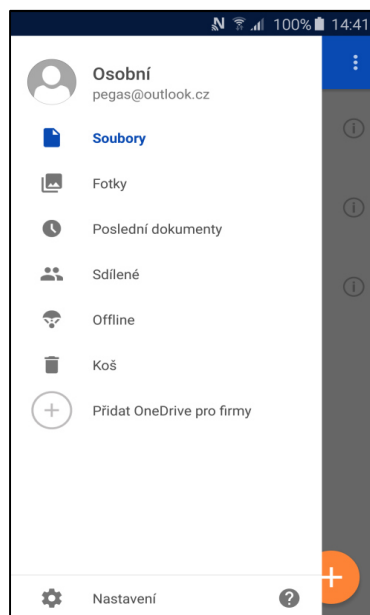 100% 14:41
Osobní
pegas@outlook.cz
Soubory
Fotky
Poslední dokumenty
Sdílené
Offline
Koš
Přidat OneDrive pro firmy
Nastavení